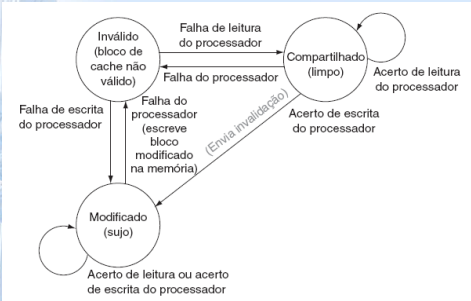 Inválido
(bloco de
cache não
válido)
Falha de leitura
do processador
Falha do processador
Compartilhado
(limpo)
Acerto de leitura
do processador
Falha de escrita
do processador
Falha do
processador
(escreve
bloco
modificado
na memória)
(Envia invalidação)
Acerto de escrita
do processador
Modificado
(sujo)
Acerto de leitura ou acerto
de escrita do processador